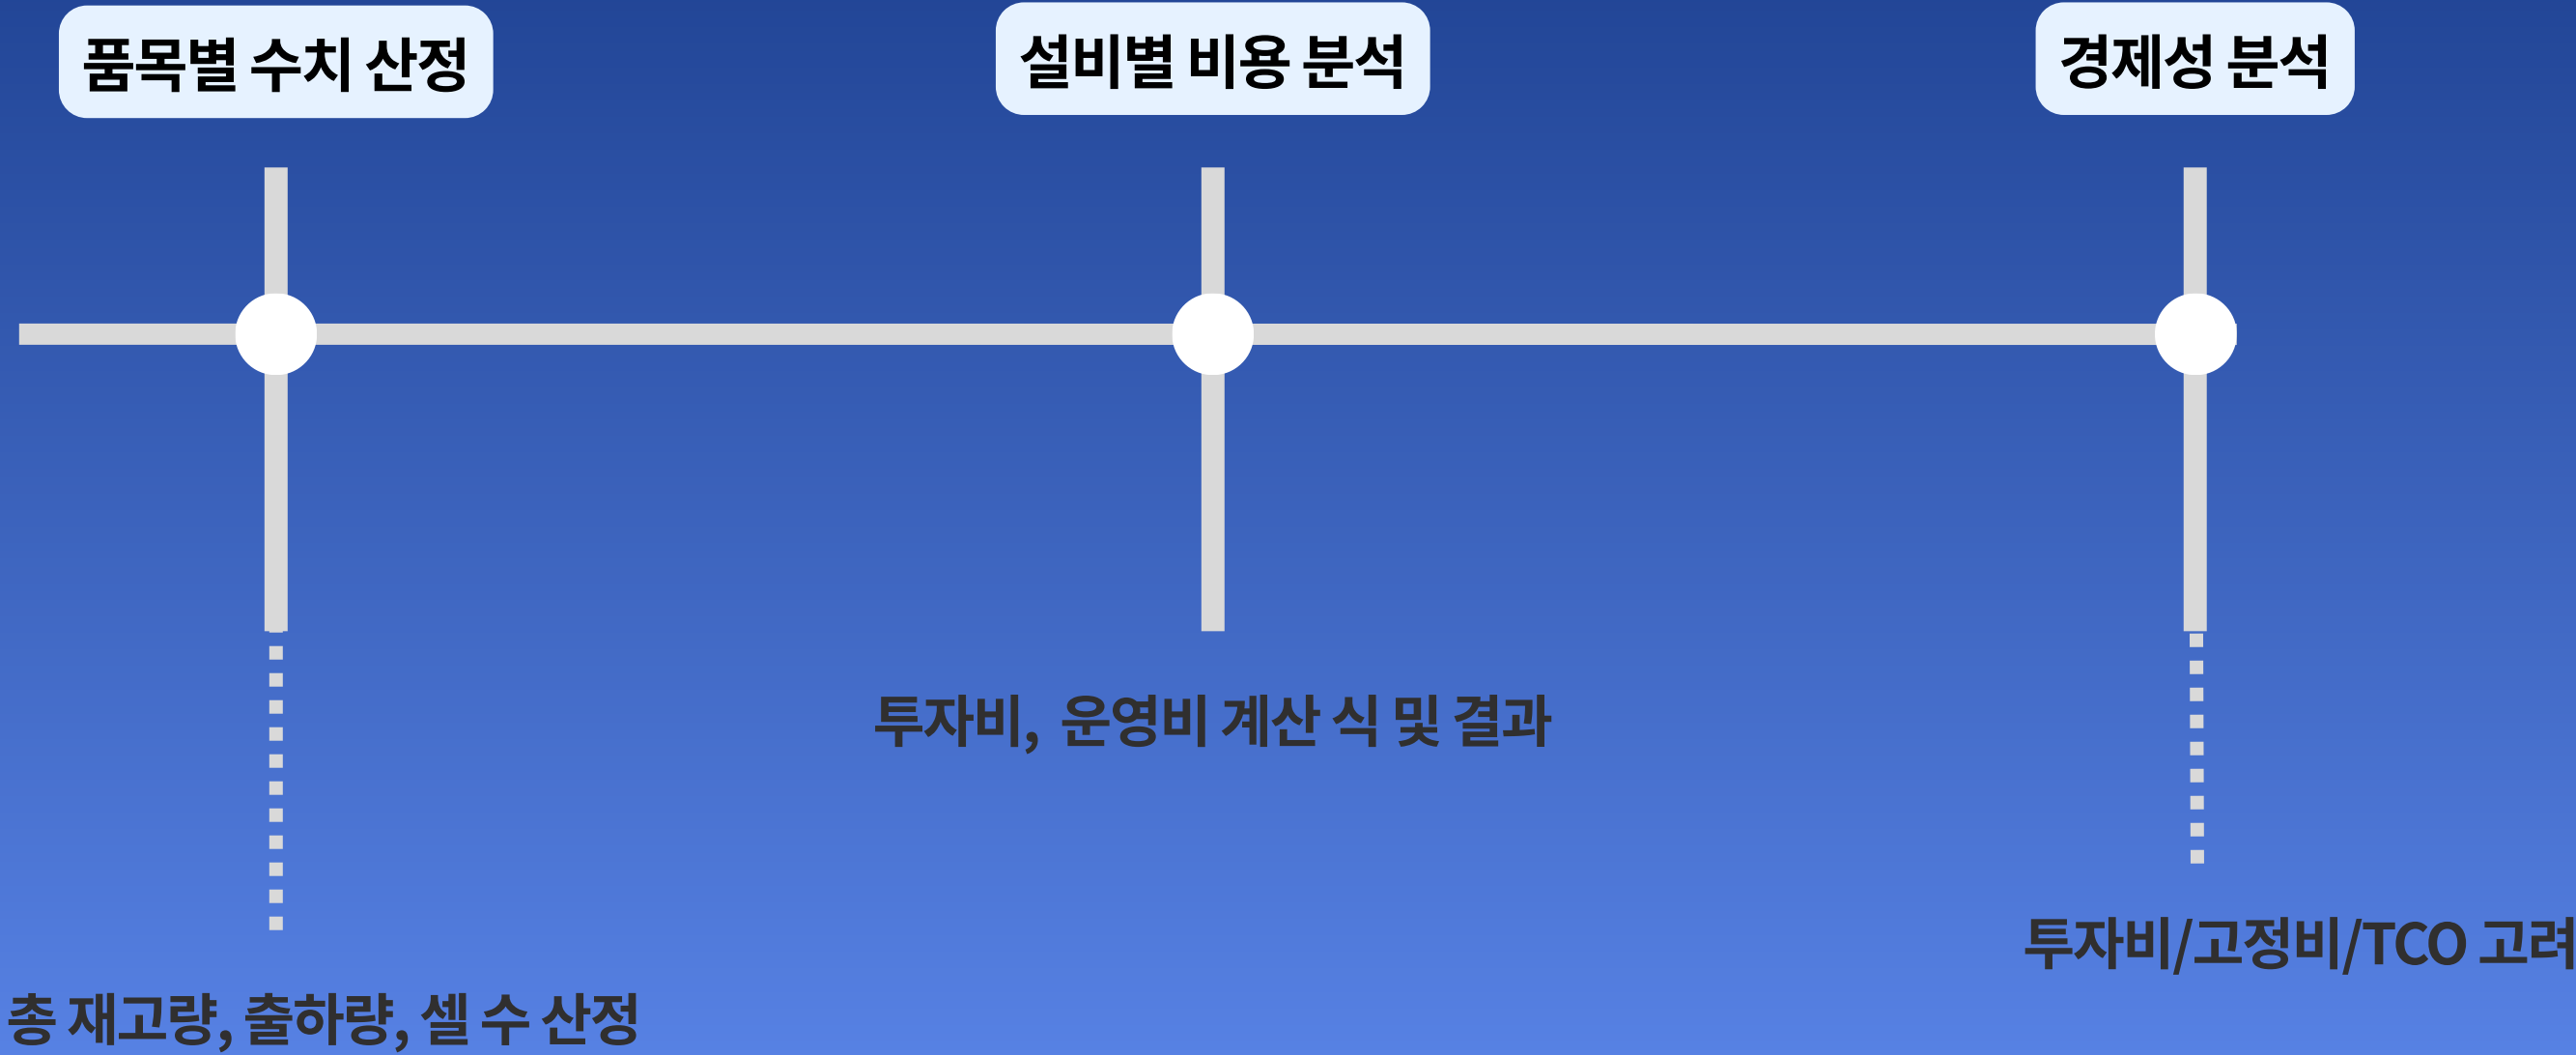 품목별 수치 산정
설비별 비용 분석
경제성 분석
투자비, 운영비 계산 식 및 결과
투자비/고정비/TCO 고려
총 재고량, 출하량, 셀 수 산정